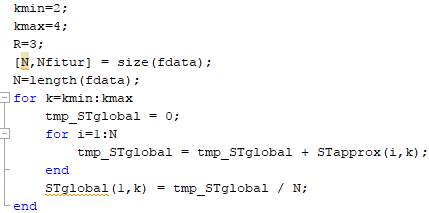 kmin=2;
kmax=4;
R=3;
[N,Nfitur] = size(fdata);
N=length(fdata);
for k=kmin:kmax
tmp_STglobal = 0;
for i=1:N
tmp_STglobal = tmp_STglobal + STapprox(i,k);
end
STglobal(1,k) = tmp_STglobal / N;
end